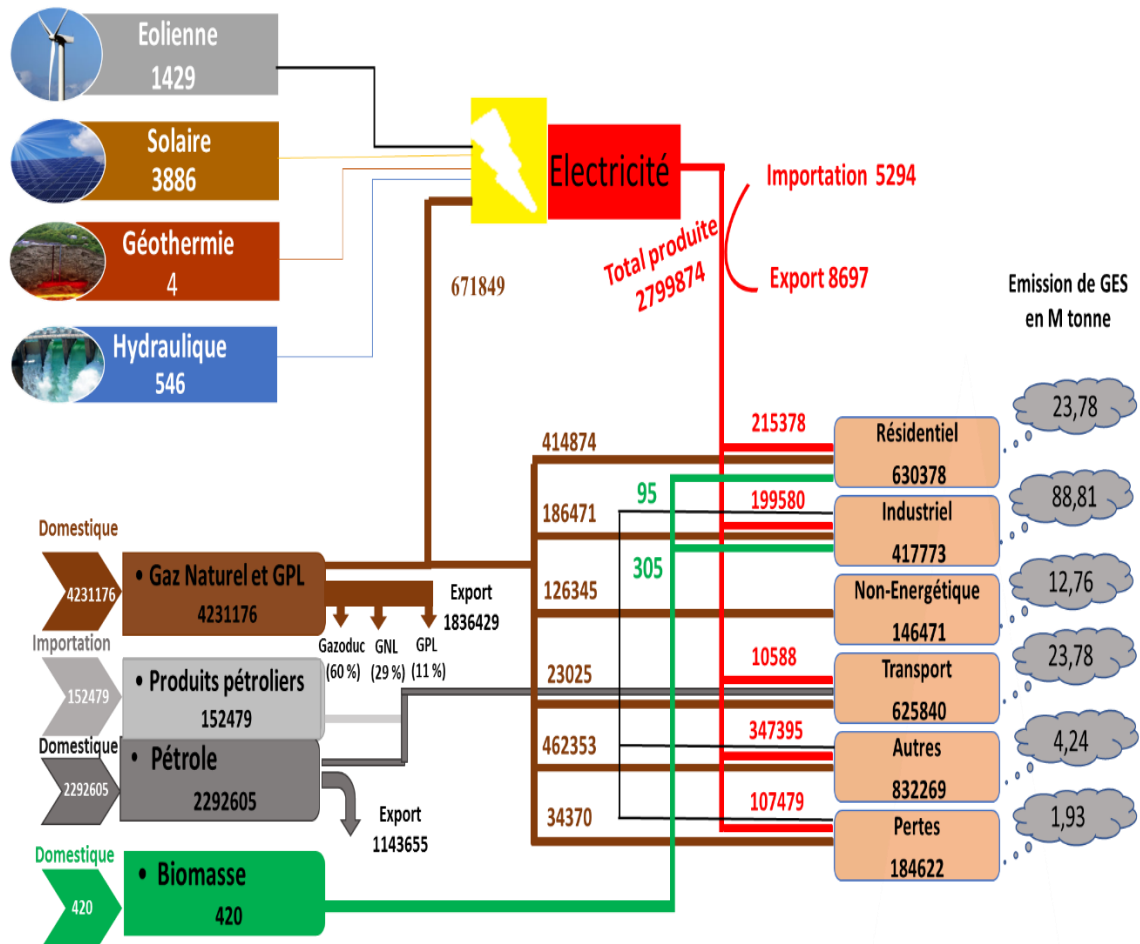 Eolienne
1429
Solaire
3886
Géothermie
4
Hydraulique
546
Electricité
Importation 5294
Total produite
2799874
Export 8697
671849
Emission de GES
en M tonne
23,78
88,81
12,76
23,78
4,24
1,93
215378
Résidentiel
630378
414874
95
199580
Industriel
417773
186471
305
Non-Energétique
146471
126345
10588
Transport
625840
23025
347395
Autres
832269
462353
107479
Pertes
184622
34370
Domestique
4231176
• Gaz Naturel et GPL
4231176
Export
1836429
Gazoduc
(60 %)
GNL
(29 %)
GPL
(11 %)
Importation
152479
• Produits pétroliers
152479
Domestique
2292605
• Pétrole
2292605
Export
1143655
Domestique
420
• Biomasse
420